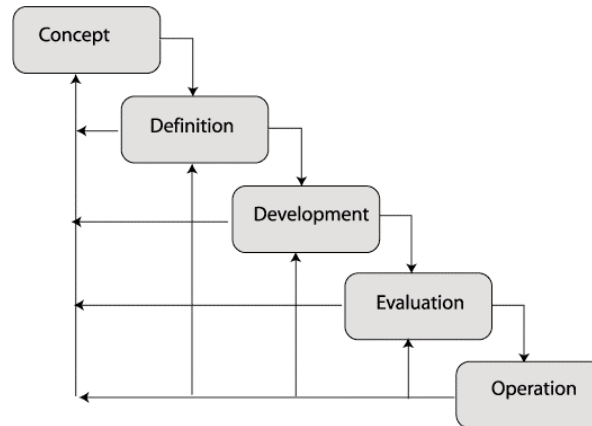 Concept
Definition
Development
Evaluation
Operation